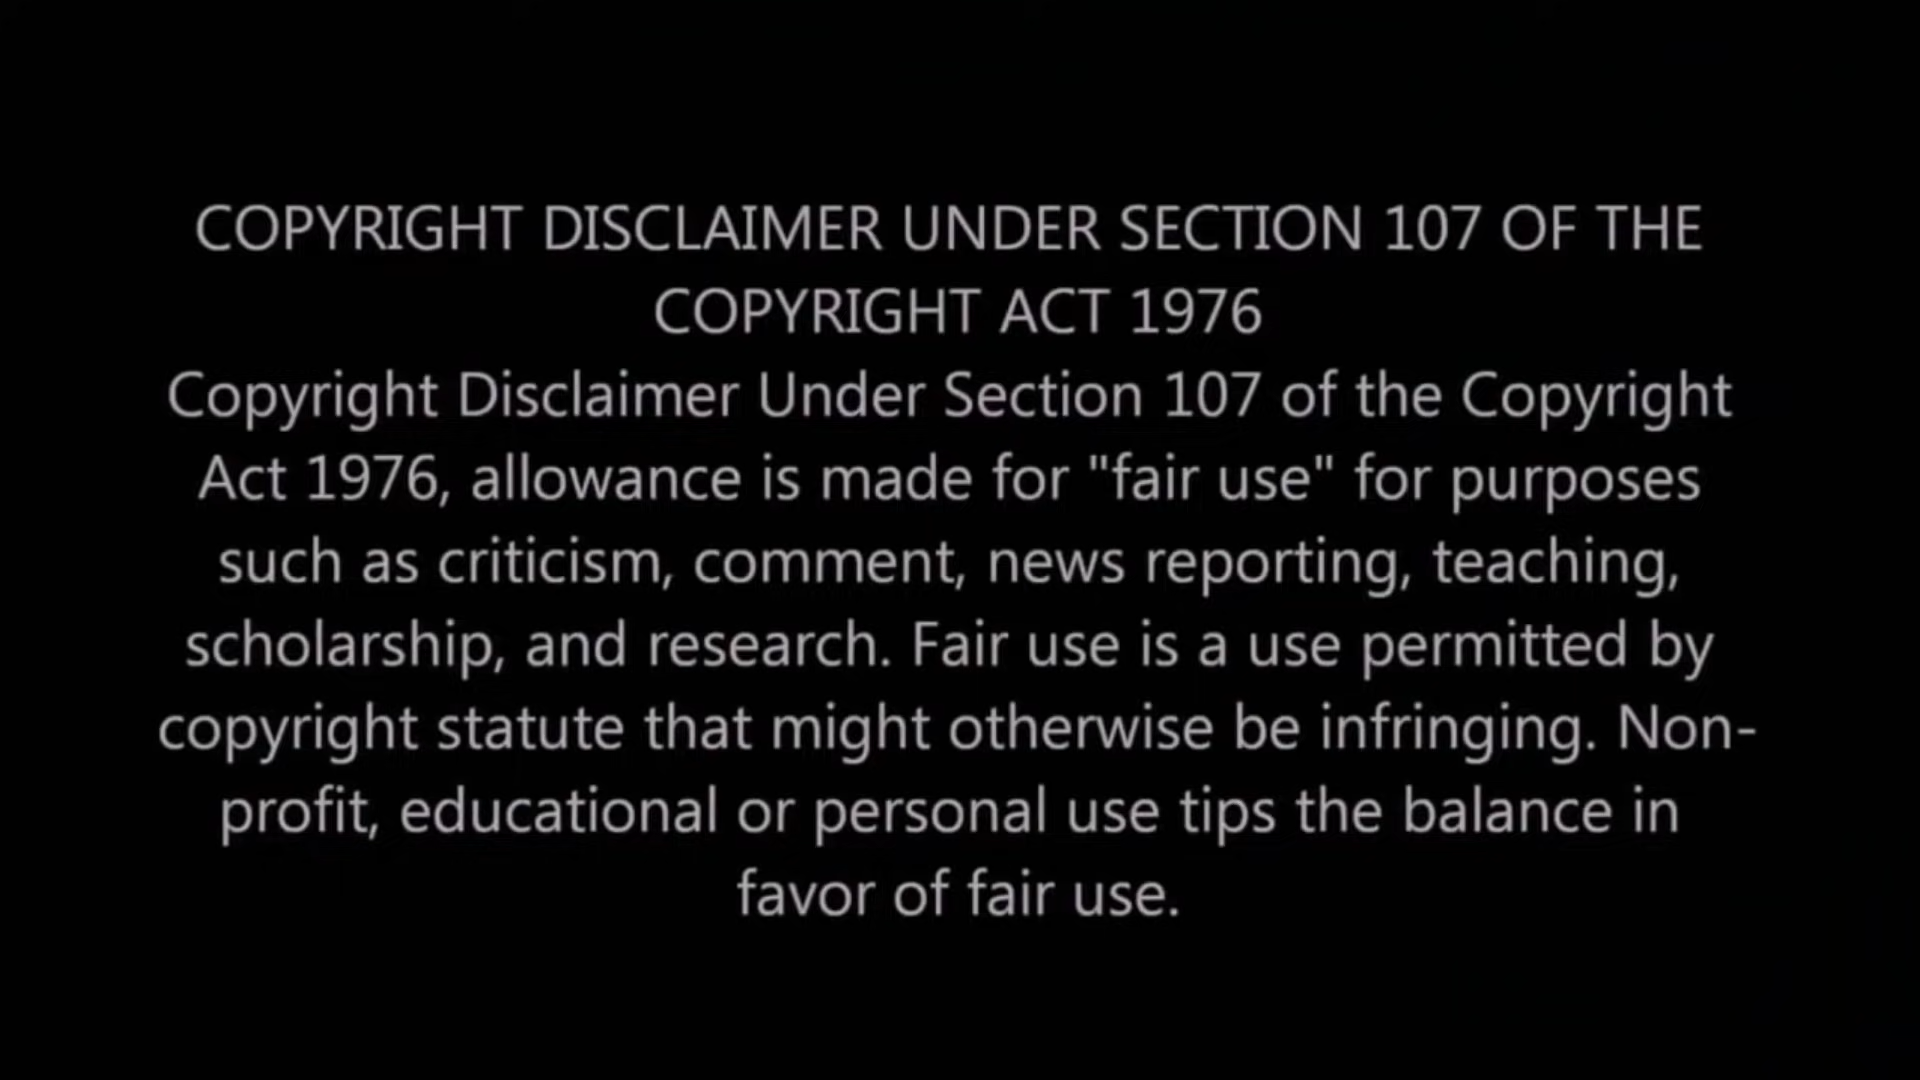 COPYRIGHT DISCLAIMER UNDER SECTION 107 OF THE
COPYRIGHT ACT 1976
Copyright Disclaimer Under Section 107 of the Copyright
Act 1976, allowance is made for "fair use" for purposes
such as criticism, comment, news reporting, teaching,
scholarship, and research. Fair use is a use permitted by
copyright statute that might otherwise be infringing. Non-
profit, educational or personal use tips the balance in
favor of fair use.